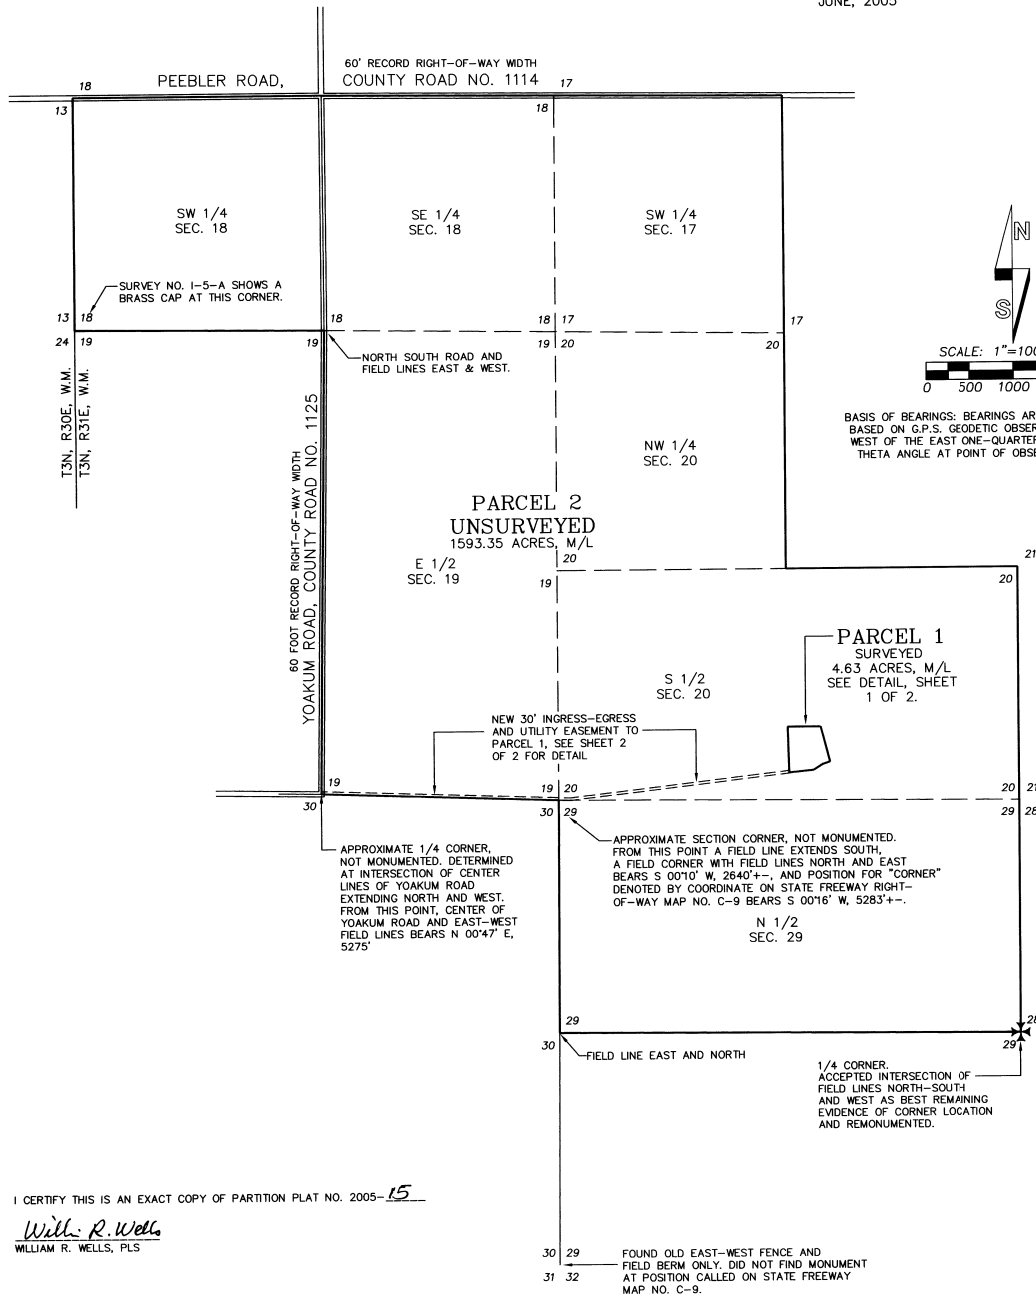 JUNE, 2005
60' RECORD RIGHT-OF-WAY WIDTH
PEEBLER ROAD, COUNTY ROAD NO. 1114
18
17
13
18
SW 1/4
SEC. 18
SE 1/4
SEC. 18
SW 1/4
SEC. 17
N
S
SURVEY NO. I-5-A SHOWS A
BRASS CAP AT THIS CORNER.
13 18
18
18 17
17
24 19
19
19 20
20
NORTH SOUTH ROAD AND
FIELD LINES EAST & WEST.
SCALE: 1"=100
0 500 1000
T3N, R30E, W.M.
T3N, R31E, W.M.
60 FOOT RECORD RIGHT-OF-WAY WIDTH
YOAKUM ROAD, COUNTY ROAD NO. 1125
BASIS OF BEARINGS: BEARINGS AR
BASED ON G.P.S. GEODETIC OBSER
WEST OF THE EAST ONE-QUARTER
THETA ANGLE AT POINT OF OBSE
NW 1/4
SEC. 20
PARCEL 2
UNSURVEYED
1593.35 ACRES, M/L
E 1/2
SEC. 19
20
19
21
20
PARCEL 1
SURVEYED
4.63 ACRES, M/L
SEE DETAIL, SHEET
1 OF 2.
S 1/2
SEC. 20
NEW 30' INGRESS-EGRESS
AND UTILITY EASEMENT TO
PARCEL 1, SEE SHEET 2
OF 2 FOR DETAIL
19
30
19 20
30 29
20 21
29 28
APPROXIMATE 1/4 CORNER,
NOT MONUMENTED. DETERMINED
AT INTERSECTION OF CENTER
LINES OF YOAKUM ROAD
EXTENDING NORTH AND WEST.
FROM THIS POINT, CENTER OF
YOAKUM ROAD AND EAST-WEST
FIELD LINES BEARS N 00°47' E,
5275'
APPROXIMATE SECTION CORNER, NOT MONUMENTED.
FROM THIS POINT A FIELD LINE EXTENDS SOUTH,
A FIELD CORNER WITH FIELD LINES NORTH AND EAST
BEARS S 00°10' W, 2640'+-, AND POSITION FOR "CORNER"
DENOTED BY COORDINATE ON STATE FREEWAY RIGHT-
OF-WAY MAP NO. C-9 BEARS S 00°16' W, 5283'+-.
N 1/2
SEC. 29
29
30
28
29
FIELD LINE EAST AND NORTH
1/4 CORNER.
ACCEPTED INTERSECTION OF
FIELD LINES NORTH-SOUTH
AND WEST AS BEST REMAINING
EVIDENCE OF CORNER LOCATION
AND REMONUMENTED.
I CERTIFY THIS IS AN EXACT COPY OF PARTITION PLAT NO. 2005-15
Willi R. Wells
WILLIAM R. WELLS, PLS
30 29
31 32
FOUND OLD EAST-WEST FENCE AND
FIELD BERM ONLY. DID NOT FIND MONUMENT
AT POSITION CALLED ON STATE FREEWAY
MAP NO. C-9.